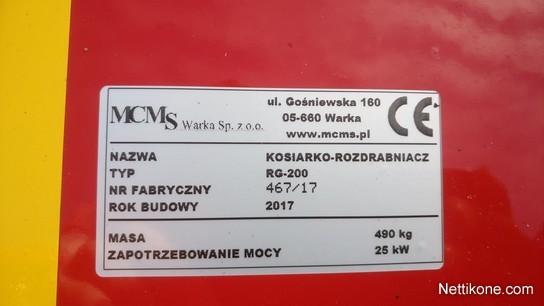 MCMS Warka Sp. z o.o.
ul. Gośniewska 160
05-660 Warka
www.mcms.pl
CE
NAZWA KOSIARKO-ROZDRABNIACZ
TYP RG-200
NR FABRYCZNY 467/17
ROK BUDOWY 2017
MASA 490 kg
ZAPOTRZEBOWANIE MOCY 25 kW
Nettikone.com